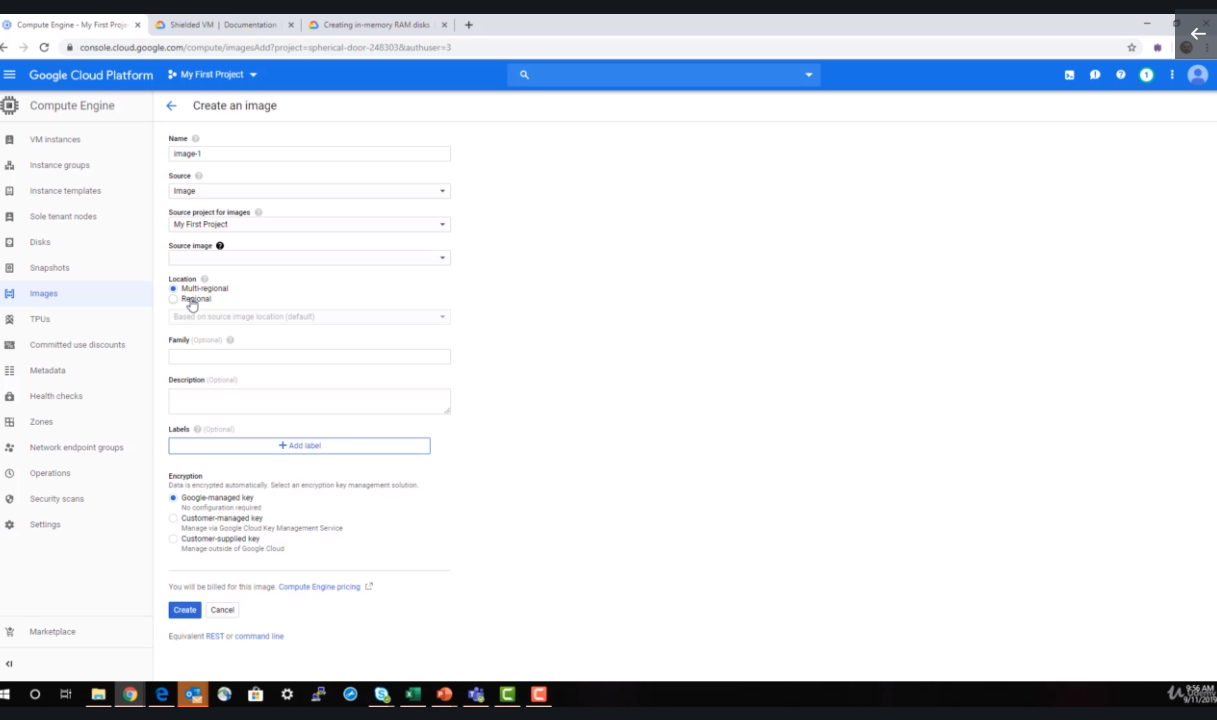 Compute Engine - My First Proje
Shielded VM | Documentation
Creating in-memory RAM disks
console.cloud.google.com/compute/imagesAdd?project=spherical-door-248303&authuser=3
Google Cloud Platform
My First Project
1
Compute Engine
Create an image
VM instances
Instance groups
Instance templates
Sole tenant nodes
Disks
Snapshots
Images
TPUs
Committed use discounts
Metadata
Health checks
Zones
Network endpoint groups
Operations
Security scans
Settings
Marketplace
Name
image-1
Source
Image
Source project for images
My First Project
Source image
Location
Multi-regional
Regional
Based on source image location (default)
Family (Optional)
Description (Optional)
Labels (Optional)
+ Add label
Encryption
Data is encrypted automatically. Select an encryption key management solution.
Google-managed key
No configuration required
Customer-managed key
Manage via Google Cloud Key Management Service
Customer-supplied key
Manage outside of Google Cloud
You will be billed for this image. Compute Engine pricing
Create
Cancel
Equivalent REST or command line
9:56 AM
9/11/2019